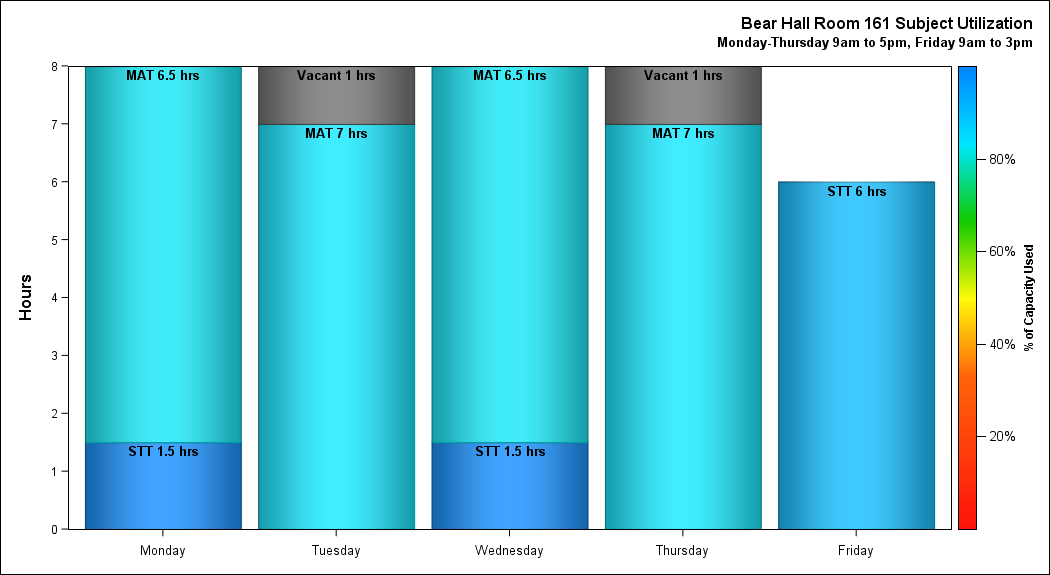 Bear Hall Room 161 Subject Utilization
Monday-Thursday 9am to 5pm, Friday 9am to 3pm
8
7
6
5
4
3
2
1
0
Hours
MAT 6.5 hrs
STT 1.5 hrs
Vacant 1 hrs
MAT 7 hrs
MAT 6.5 hrs
STT 1.5 hrs
Vacant 1 hrs
MAT 7 hrs
STT 6 hrs
Monday
Tuesday
Wednesday
Thursday
Friday
80%
60%
40%
20%
% of Capacity Used